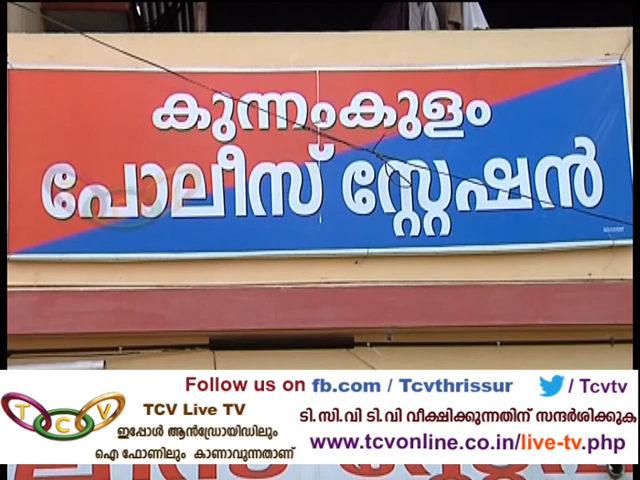 കുന്നംകുളം
പോലീസ് സ്റ്റേഷൻ
Follow us on fb.com / Tcvthrissur / Tcvtv
TCV
TCV Live TV
ഇപ്പോൾ ആൻഡ്രോയിഡിലും
ഐ ഫോണിലും കാണാവുന്നതാണ്
ടി.സി.വി ടി.വി വീക്ഷിക്കുന്നതിന് സന്ദർശിക്കുക
www.tcvonline.co.in/live-tv.php